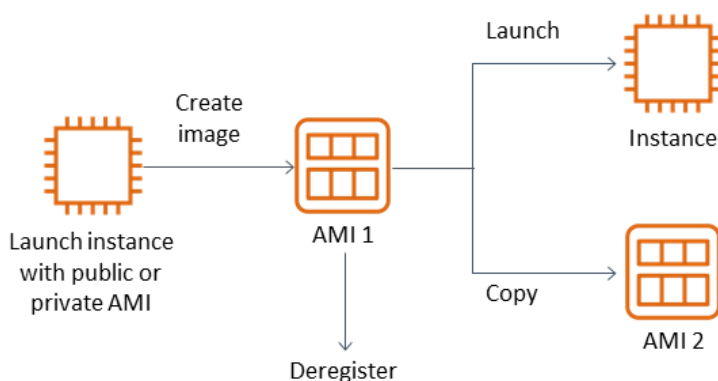 Launch
Create
image
Instance
Launch instance
with public or
private AMI
AMI 1
Copy
AMI 2
Deregister